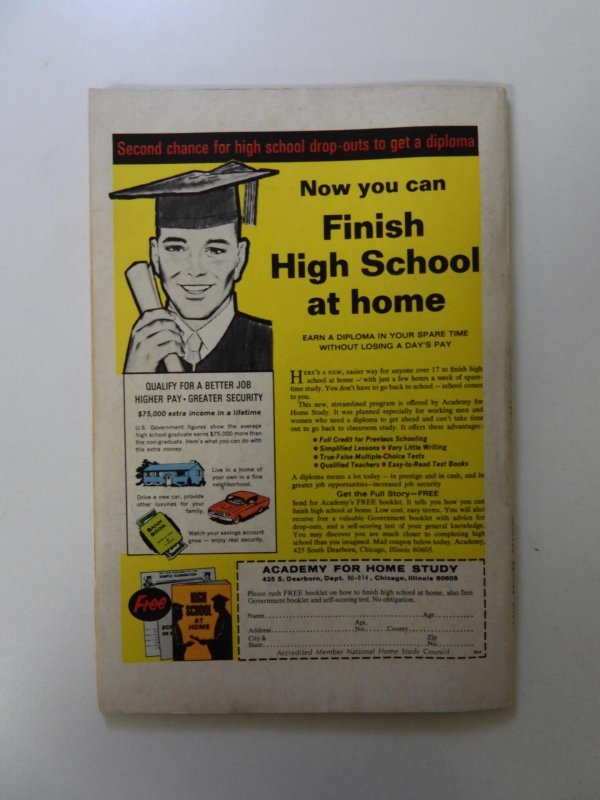 Second chance for high school drop-outs to get a diploma
Now you can
Finish
High School
at home
EARN A DIPLOMA IN YOUR SPARE TIME
WITHOUT LOSING A DAY'S PAY
QUALIFY FOR A BETTER JOB
HIGHER PAY • GREATER SECURITY
$75,000 extra income in a lifetime
U.S. Government figures show the average
high school graduate earns $75,000 more than
the non-graduate. Here's what you can do with
the extra money:
Live in a home of
your own in a fine
neighborhood.
Drive a new car, provide
other luxuries for your
family.
BANK
BOOK
Watch your savings account
grow — enjoy real security.
HERE'S A NEW, easier way for anyone over 17 to finish high
school at home — with just a few hours a week of spare-
time study. You don't have to go back to school — school comes
to you.
This new, streamlined program is offered by Academy for
Home Study. It was planned especially for working men and
women who need a diploma to get ahead and can't take time
out to go back to classroom study. It offers these advantages:
● Full Credit for Previous Schooling
● Simplified Lessons ● Very Little Writing
● True-False Multiple-Choice Tests
● Qualified Teachers ● Easy-to-Read Text Books
A diploma means a lot today — in prestige and in cash, and in
greater job opportunities—increased job security
Get the Full Story—FREE
Send for Academy's FREE booklet. It tells you how you can
finish high school at home. Low cost, easy terms. You will also
receive free a valuable Government booklet with advice for
drop-outs, and a self-scoring test of your general knowledge.
You may discover you are much closer to completing high
school than you imagined. Mail coupon below today. Academy,
425 South Dearborn, Chicago, Illinois 60605.
Free
SAMPLE EXAMINATION
HIGH
SCHOOL
AT
HOME
ACADEMY FOR HOME STUDY
425 S. Dearborn, Dept. 90-814, Chicago, Illinois 60605
Please rush FREE booklet on how to finish high school at home, also free
Government booklet and self-scoring test. No obligation.
Name Age
Address Apt. No. County
City & State Zip No.
Accredited Member National Home Study Council